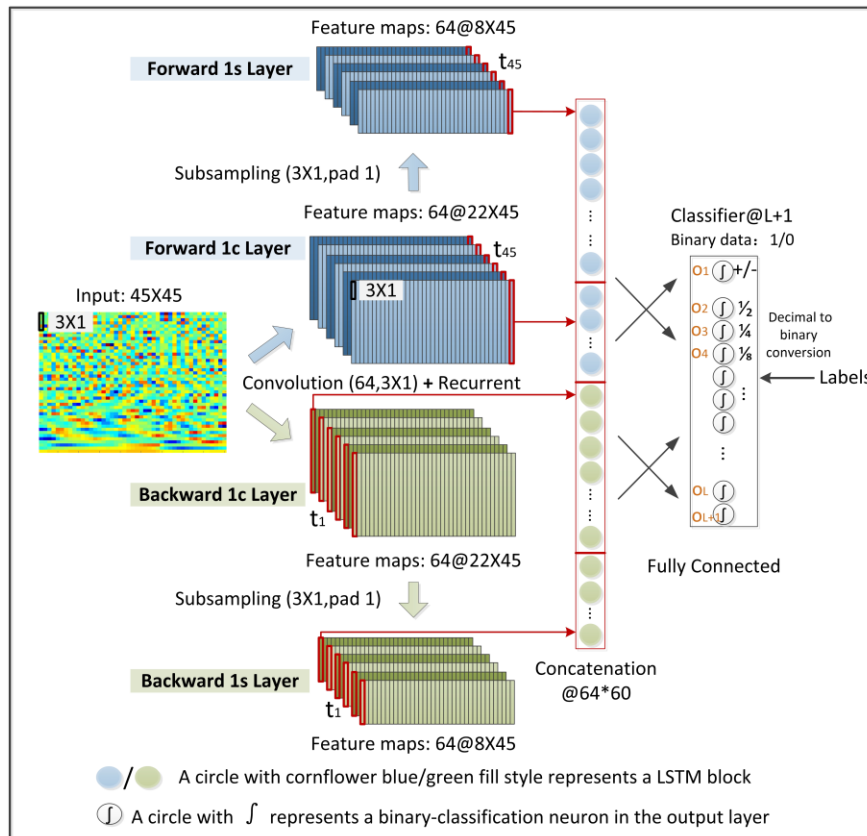 Feature maps: 64@8X45
Forward 1s Layer
t45
Subsampling (3X1,pad 1)
Feature maps: 64@22X45
Forward 1c Layer
t45
3X1
Input: 45X45
3X1
Convolution (64,3X1) + Recurrent
Backward 1c Layer
t1
Feature maps: 64@22X45
Subsampling (3X1,pad 1)
Backward 1s Layer
t1
Feature maps: 64@8X45
Concatenation
@64*60
Classifier@L+1
Binary data: 1/0
O1 ∫ +/-
O2 ∫ ½
O3 ∫ ¼
O4 ∫ ⅛
∫
∫
∫
OL ∫
OL+1 ∫
Decimal to
binary
conversion
Labels
Fully Connected
/ A circle with cornflower blue/green fill style represents a LSTM block
∫ A circle with ∫ represents a binary-classification neuron in the output layer